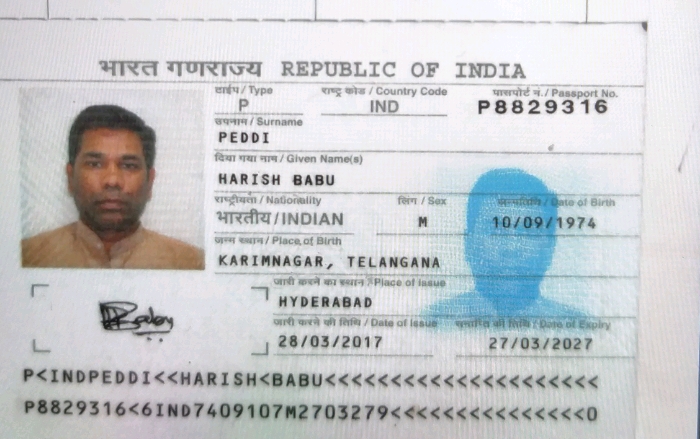 भारत गणराज्य REPUBLIC OF INDIA
टाईप / Type राष्ट्र कोड / Country Code पासपोर्ट न. / Passport No.
P IND P8829316
उपनाम / Surname
PEDDI
दिया गया नाम / Given Name(s)
HARISH BABU
राष्ट्रीयता / Nationality लिंग / Sex जन्मतिथि / Date of Birth
भारतीय / INDIAN M 10/09/1974
जन्म स्थान / Place of Birth
KARIMNAGAR, TELANGANA
जारी करने का स्थान / Place of Issue
HYDERABAD
जारी करने की तिथि / Date of Issue समाप्ति की तिथि / Date of Expiry
28/03/2017 27/03/2027
P<INDPEDDI<<HARISH<BABU<<<<<<<<<<<<<<<<<<<<<
P8829316<6IND7409107M2703279<<<<<<<<<<<<<<<0